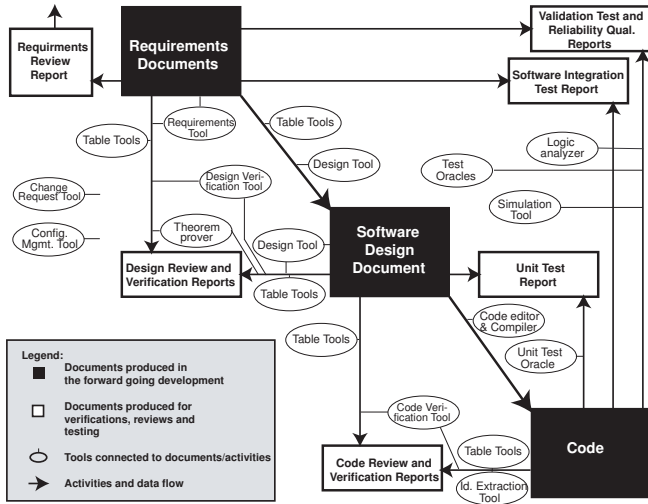 Requirments
Review
Report
Requirements
Documents
Validation Test and
Reliability Qual.
Reports
Software Integration
Test Report
Table Tools
Requirements
Tool
Table Tools
Design Tool
Logic
analyzer
Test
Oracles
Simulation
Tool
Change
Request Tool
Config.
Mgmt. Tool
Design Veri-
fication Tool
Theorem
prover
Design Tool
Table Tools
Design Review and
Verification Reports
Software
Design
Document
Unit Test
Report
Table Tools
Code editor
& Compiler
Unit Test
Oracle
Code Veri-
fication Tool
Table Tools
Id. Extraction
Tool
Code Review and
Verification Reports
Code
Legend:
Documents produced in
the forward going development
Documents produced for
verifications, reviews and
testing
Tools connected to documents/activities
Activities and data flow